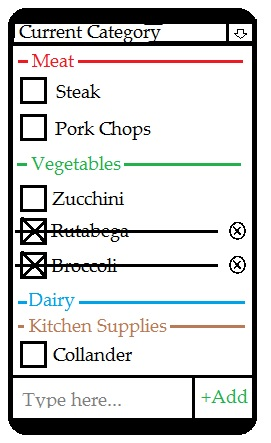 Current Category
Meat
Steak
Pork Chops
Vegetables
Zucchini
Rutabega
Broccoli
Dairy
Kitchen Supplies
Collander
Type here...
+Add